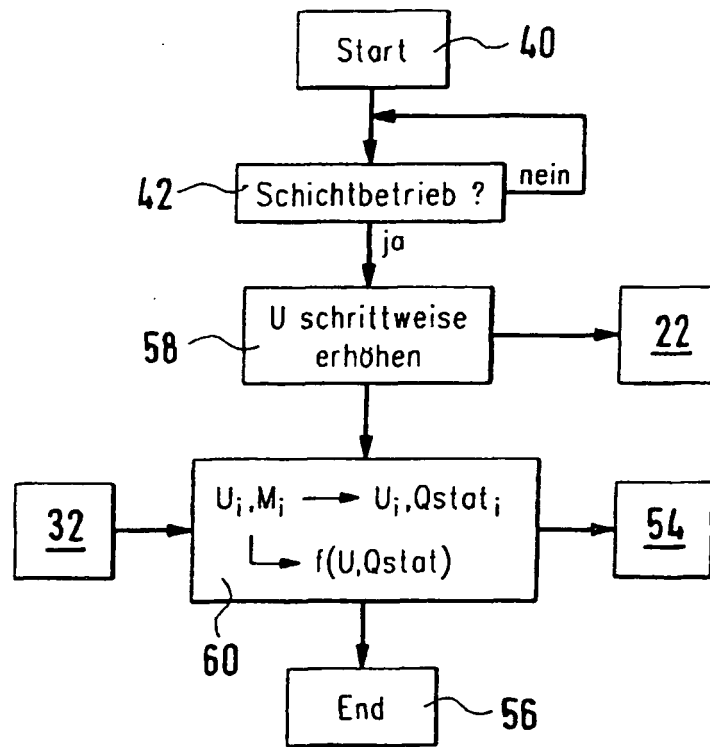 Start
40
nein
42
Schichtbetrieb ?
ja
U schrittweise
erhöhen
58
22
32
Uᵢ,Mᵢ → Uᵢ,Qstatᵢ
↳ f(U,Qstat)
54
60
End
56